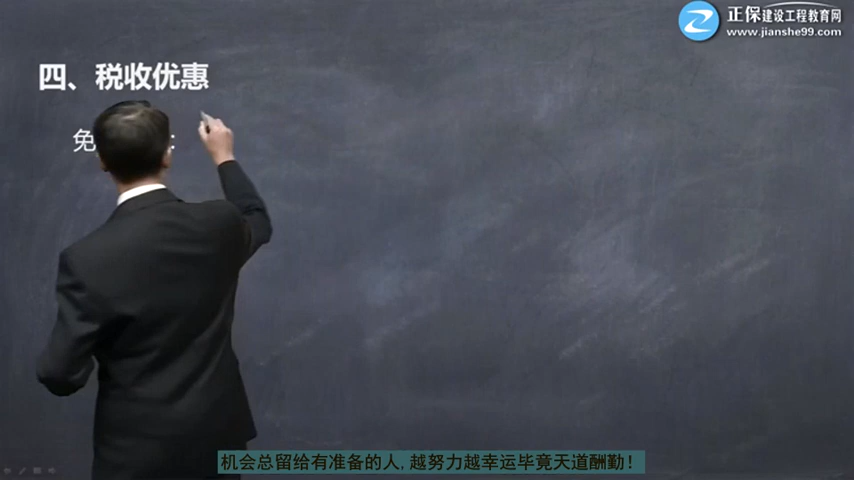 正保建设工程教育网
www.jianshe99.com
四、税收优惠
免
:
机会总留给有准备的人,越努力越幸运毕竟天道酬勤!